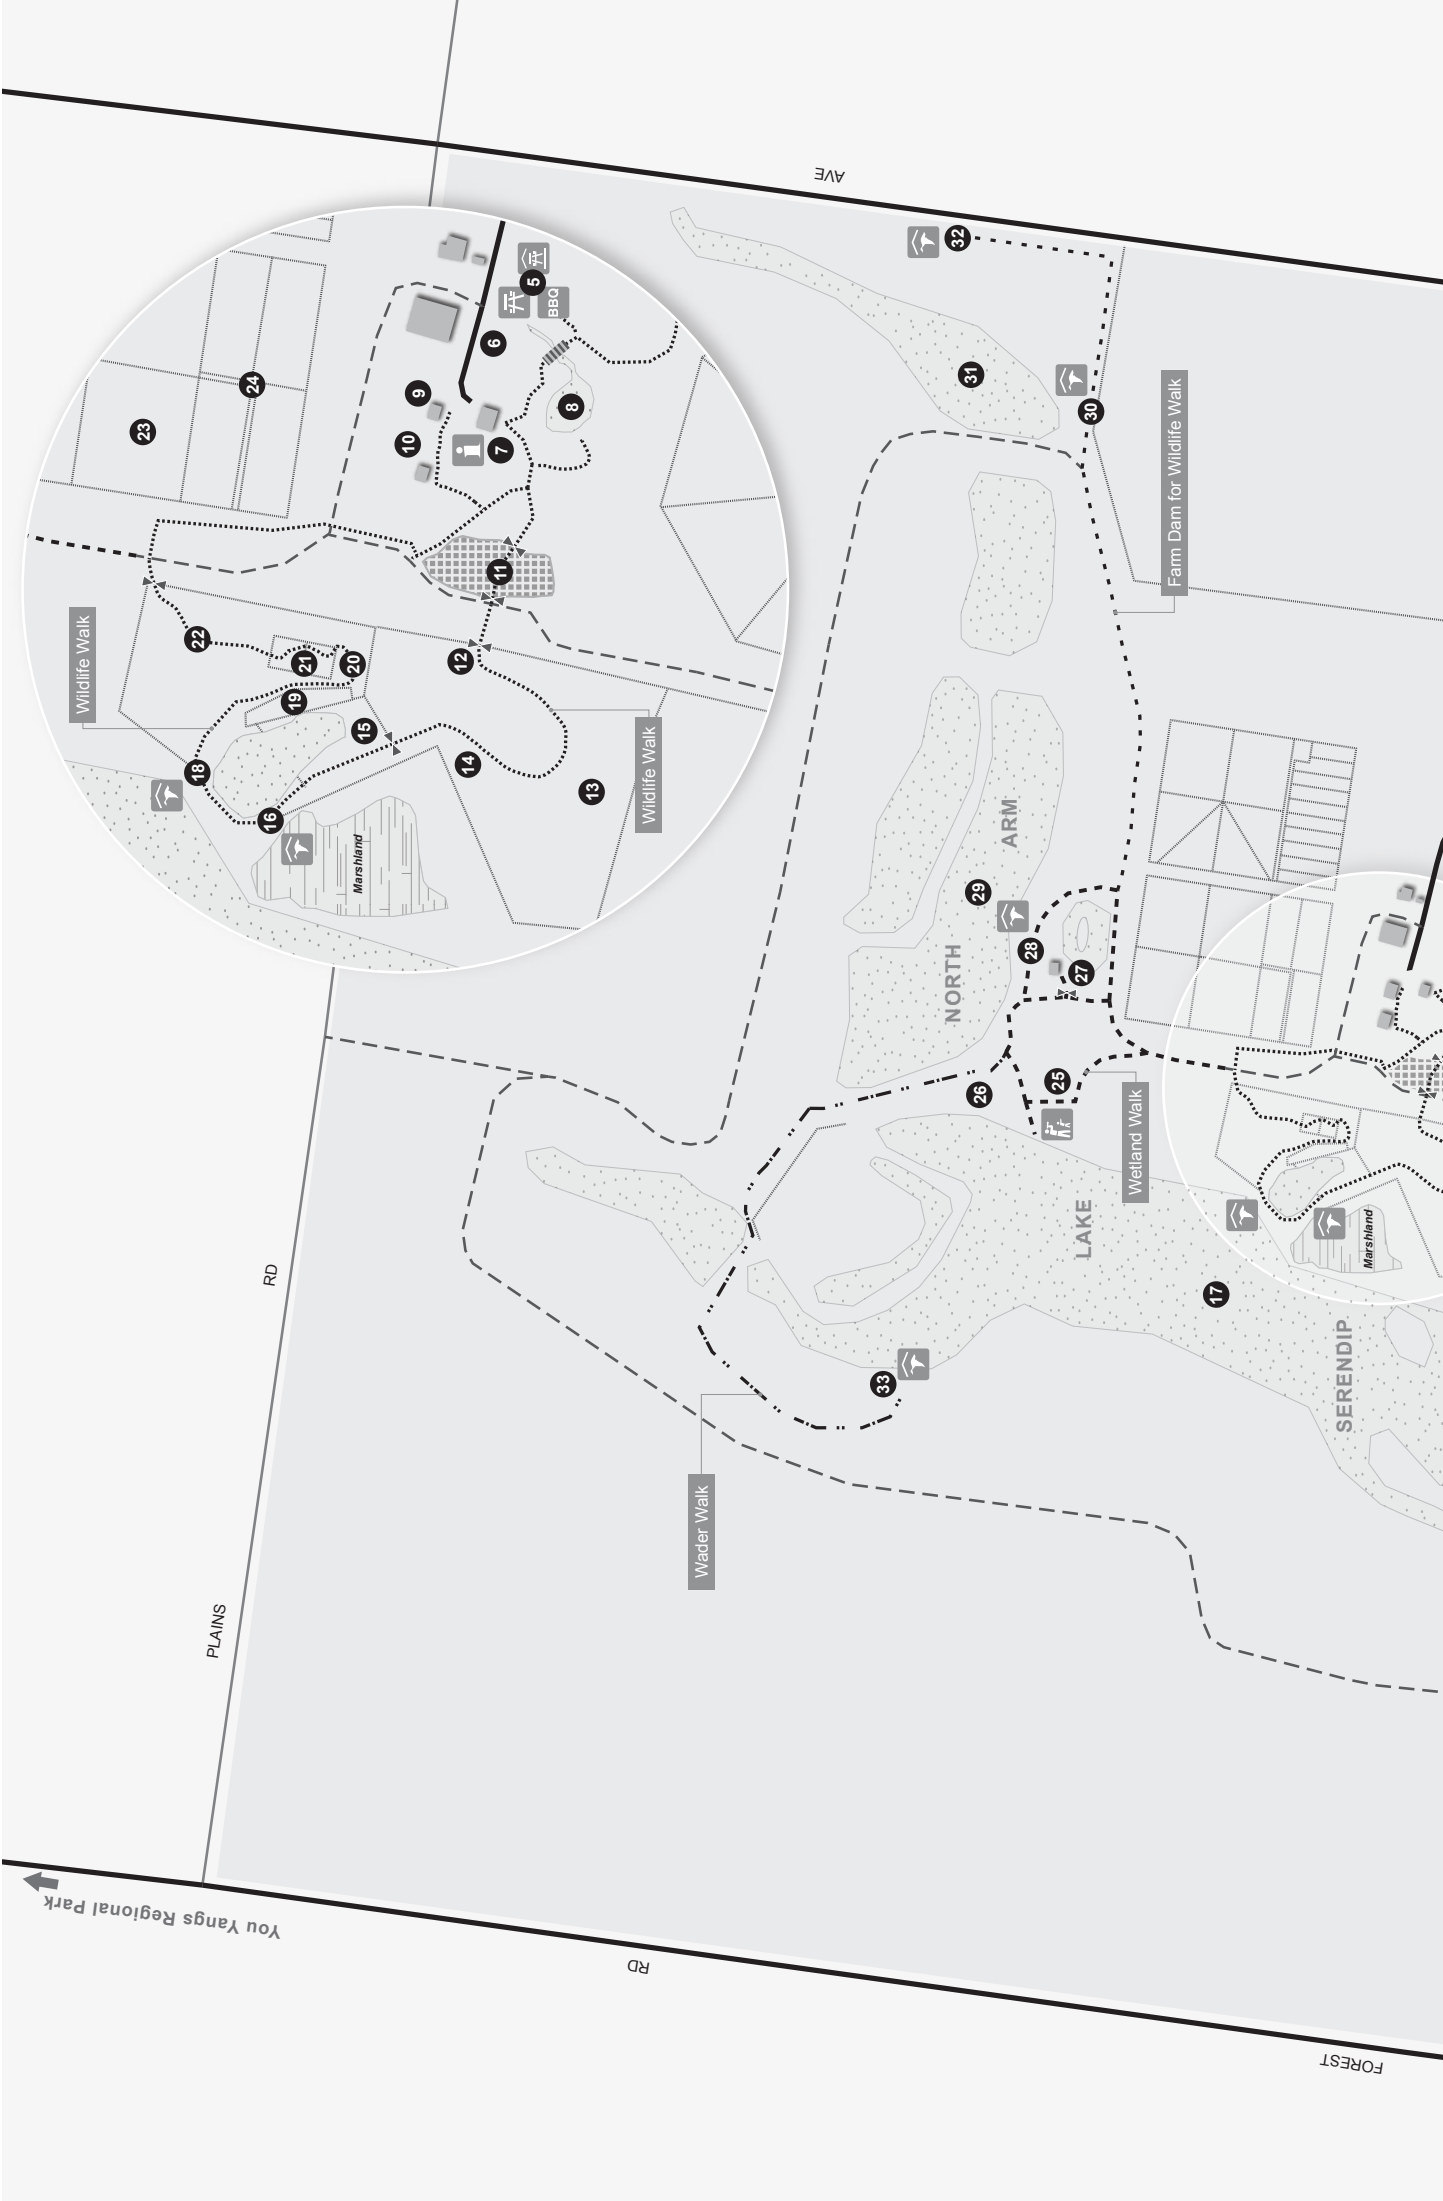 AVE
32
23
24
5
BBQ
6
9
10
7
8
31
30
Farm Dam for Wildlife Walk
11
Wildlife Walk
22
21
20
12
19
15
18
14
16
13
Wildlife Walk
Marshland
ARM
29
NORTH
28
27
25
26
Wetland Walk
LAKE
RD
17
Marshland
33
SERENDIP
Wader Walk
PLAINS
You Yangs Regional Park
RD
FOREST